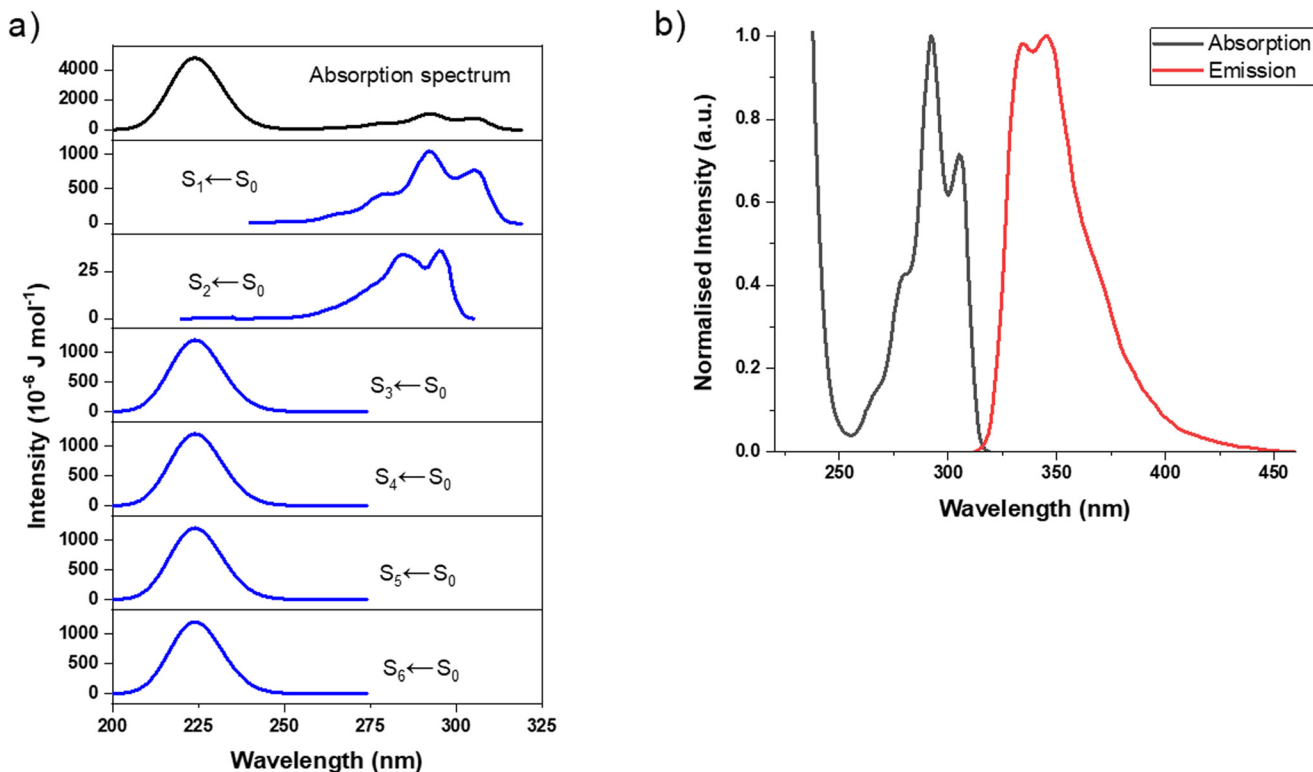 a)
Absorption spectrum
4000
2000
0
S₁←S₀
1000
500
0
S₂←S₀
25
0
S₃←S₀
1000
500
0
S₄←S₀
1000
500
0
S₅←S₀
1000
500
0
S₆←S₀
1000
500
0
200 225 250 275 300 325
Wavelength (nm)
Intensity (10⁻⁶ J mol⁻¹)
b)
Absorption
Emission
1.0
0.8
0.6
0.4
0.2
0.0
250 300 350 400 450
Wavelength (nm)
Normalised Intensity (a.u.)